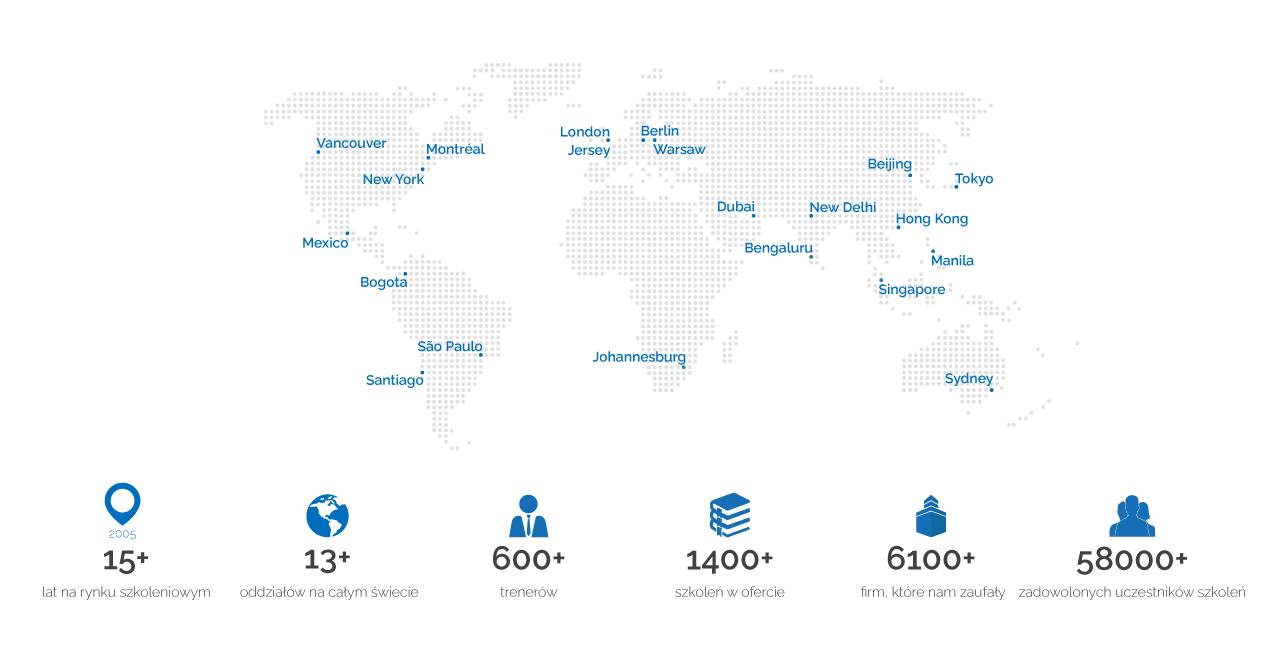 London
Berlin
Vancouver
Montréal
Jersey
Warsaw
Beijing
New York
Tokyo
Dubai
New Delhi
Hong Kong
Mexico
Bengaluru
Manila
Bogota
Singapore
São Paulo
Johannesburg
Santiago
Sydney
2005
15+
13+
600+
1400+
6100+
58000+
lat na rynku szkoleniowym
oddziałów na całym świecie
trenerów
szkoleń w ofercie
firm, które nam zaufały
zadowolonych uczestników szkoleń